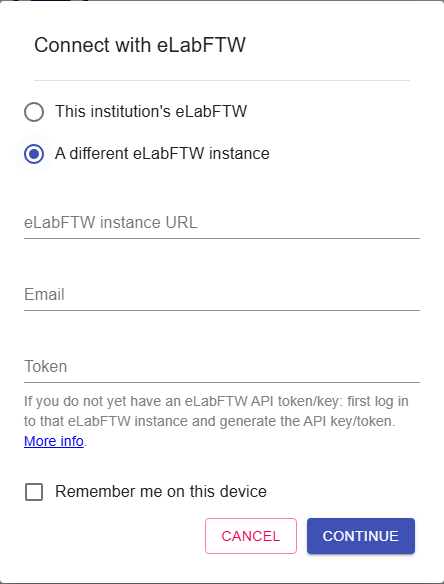 Connect with eLabFTW
This institution's eLabFTW
A different eLabFTW instance
eLabFTW instance URL
Email
Token
If you do not yet have an eLabFTW API token/key: first log in
to that eLabFTW instance and generate the API key/token.
More info.
Remember me on this device
CANCEL CONTINUE